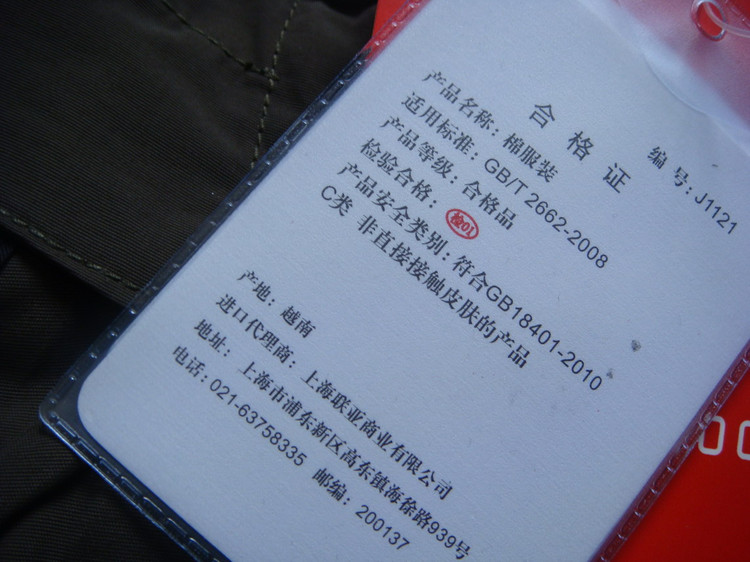 合格证
编号：J1121
产品名称：棉服装
适用标准：GB/T 2662-2008
产品等级：合格品
检验合格：检01
产品安全类别：符合GB18401-2010
C类 非直接接触皮肤的产品
产地：越南
进口代理商：上海联亚商业有限公司
地址：上海市浦东新区高东镇海徐路939号
电话：021-63758335 邮编：200137
00